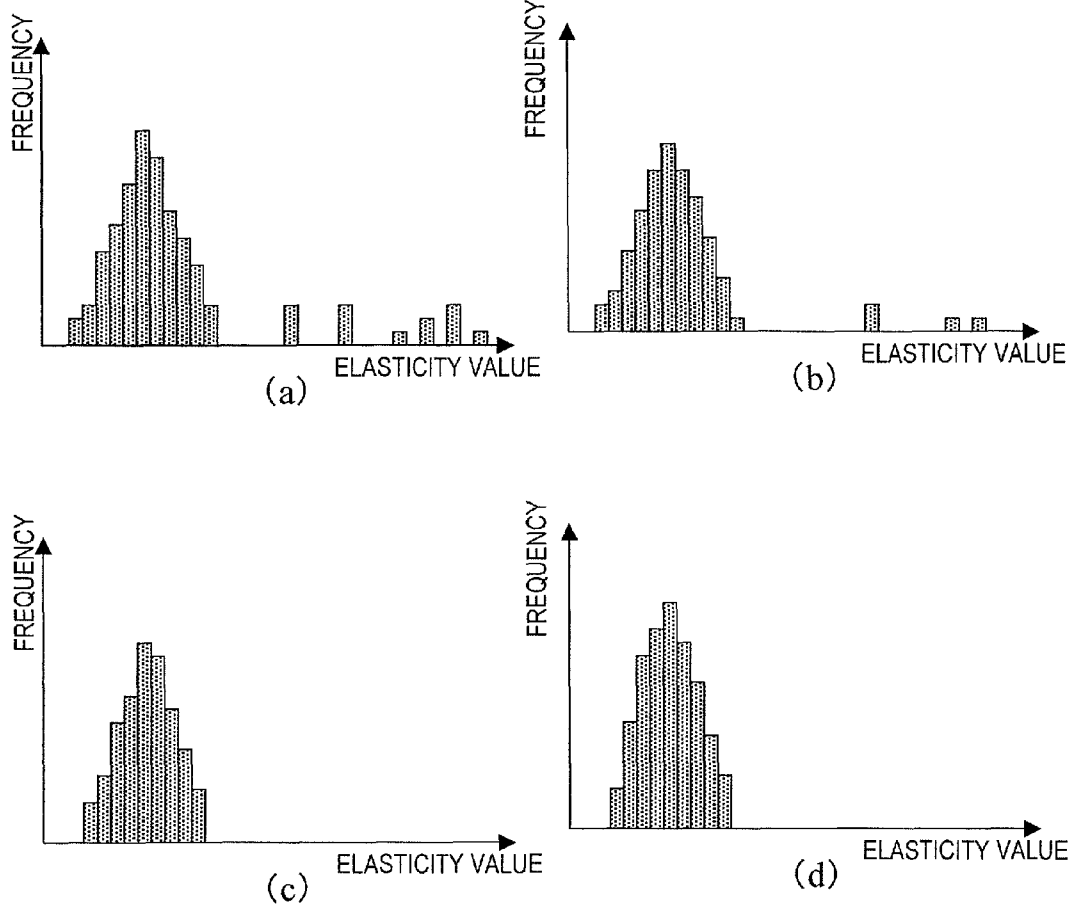 FREQUENCY
ELASTICITY VALUE
(a)
FREQUENCY
ELASTICITY VALUE
(b)
FREQUENCY
ELASTICITY VALUE
(c)
FREQUENCY
ELASTICITY VALUE
(d)